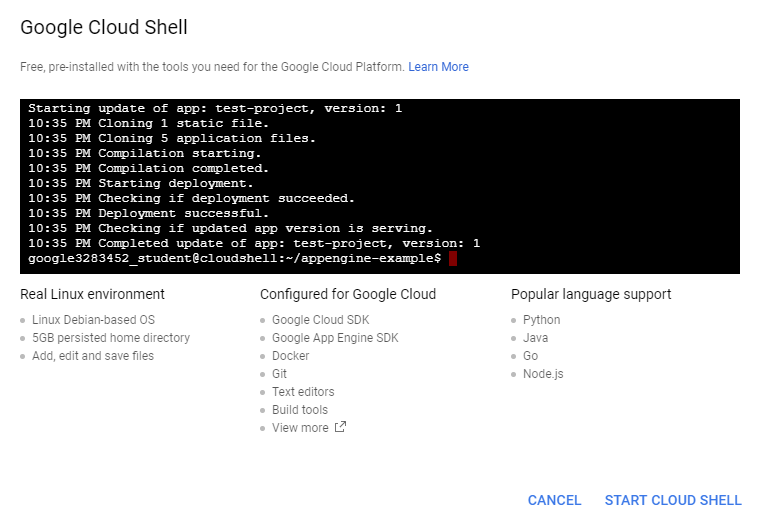 Google Cloud Shell
Free, pre-installed with the tools you need for the Google Cloud Platform. Learn More
Starting update of app: test-project, version: 1
10:35 PM Cloning 1 static file.
10:35 PM Cloning 5 application files.
10:35 PM Compilation starting.
10:35 PM Compilation completed.
10:35 PM Starting deployment.
10:35 PM Checking if deployment succeeded.
10:35 PM Deployment successful.
10:35 PM Checking if updated app version is serving.
10:35 PM Completed update of app: test-project, version: 1
google3283452_student@cloudshell:~/appengine-example$
Real Linux environment
Linux Debian-based OS
5GB persisted home directory
Add, edit and save files
Configured for Google Cloud
Google Cloud SDK
Google App Engine SDK
Docker
Git
Text editors
Build tools
View more
Popular language support
Python
Java
Go
Node.js
CANCEL
START CLOUD SHELL